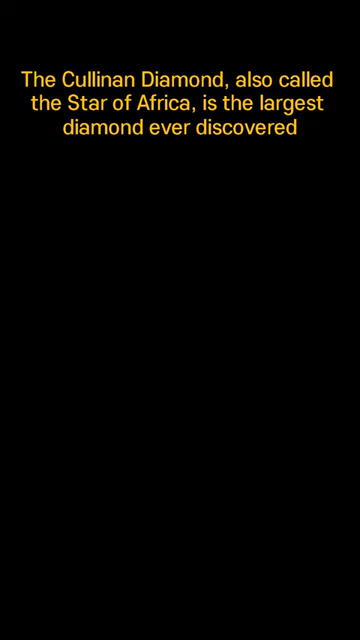 The Cullinan Diamond, also called
the Star of Africa, is the largest
diamond ever discovered